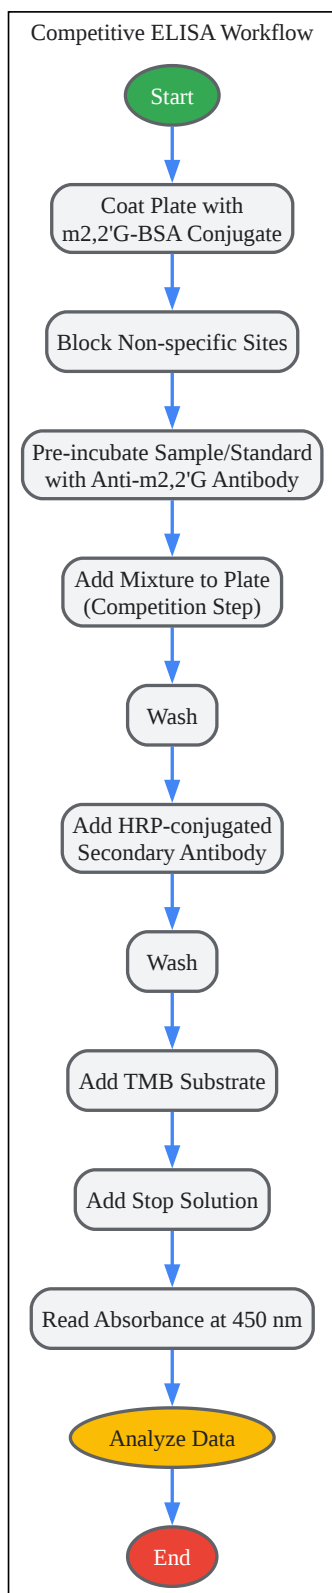 Competitive ELISA Workflow
Start
Coat Plate with
m2,2'G-BSA Conjugate
Block Non-specific Sites
Pre-incubate Sample/Standard
with Anti-m2,2'G Antibody
Add Mixture to Plate
(Competition Step)
Wash
Add HRP-conjugated
Secondary Antibody
Wash
Add TMB Substrate
Add Stop Solution
Read Absorbance at 450 nm
Analyze Data
End